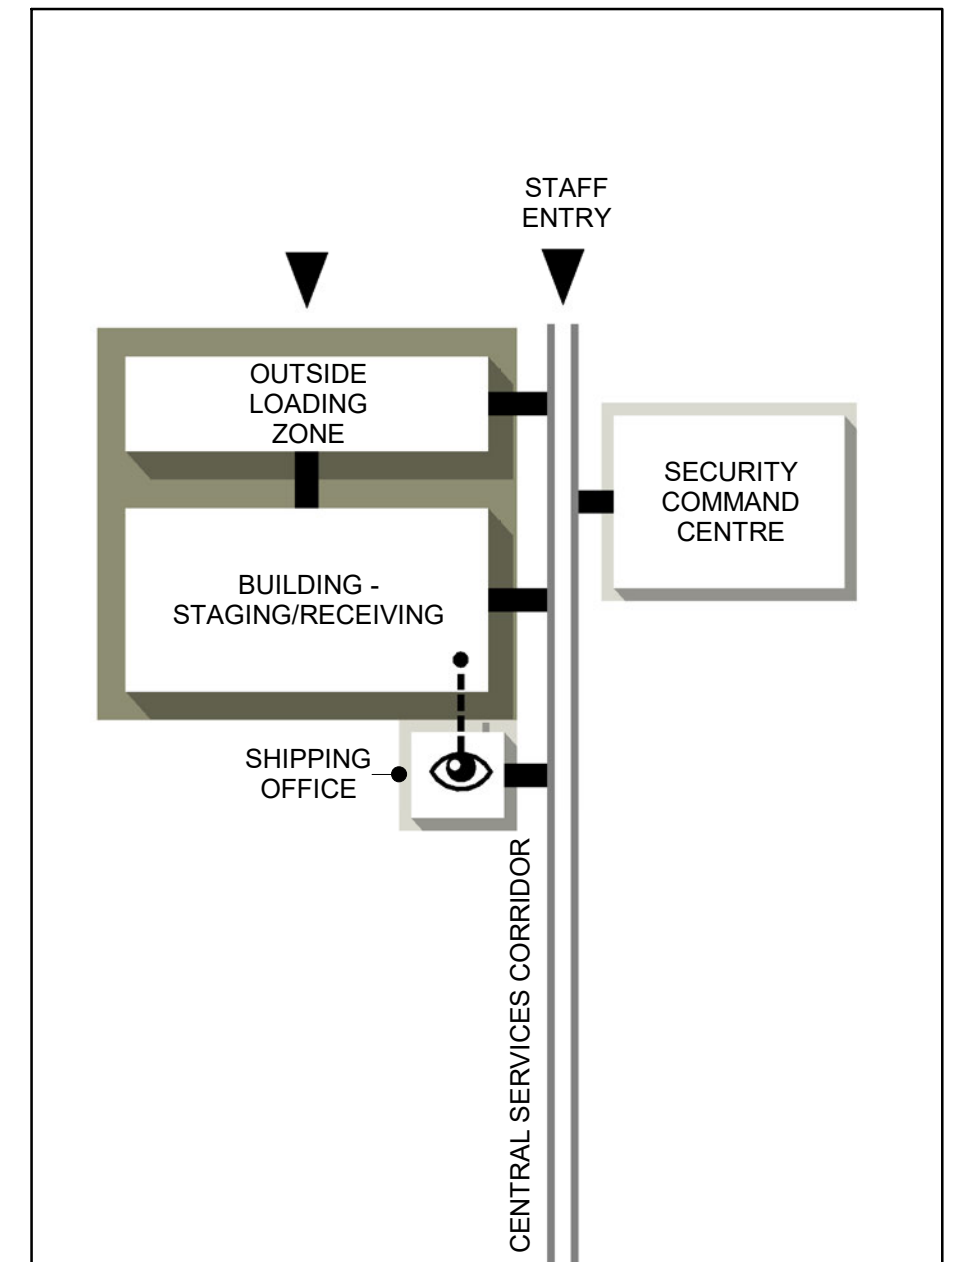 STAFF
ENTRY
OUTSIDE
LOADING
ZONE
SECURITY
COMMAND
CENTRE
BUILDING -
STAGING/RECEIVING
SHIPPING
OFFICE
CENTRAL SERVICES CORRIDOR